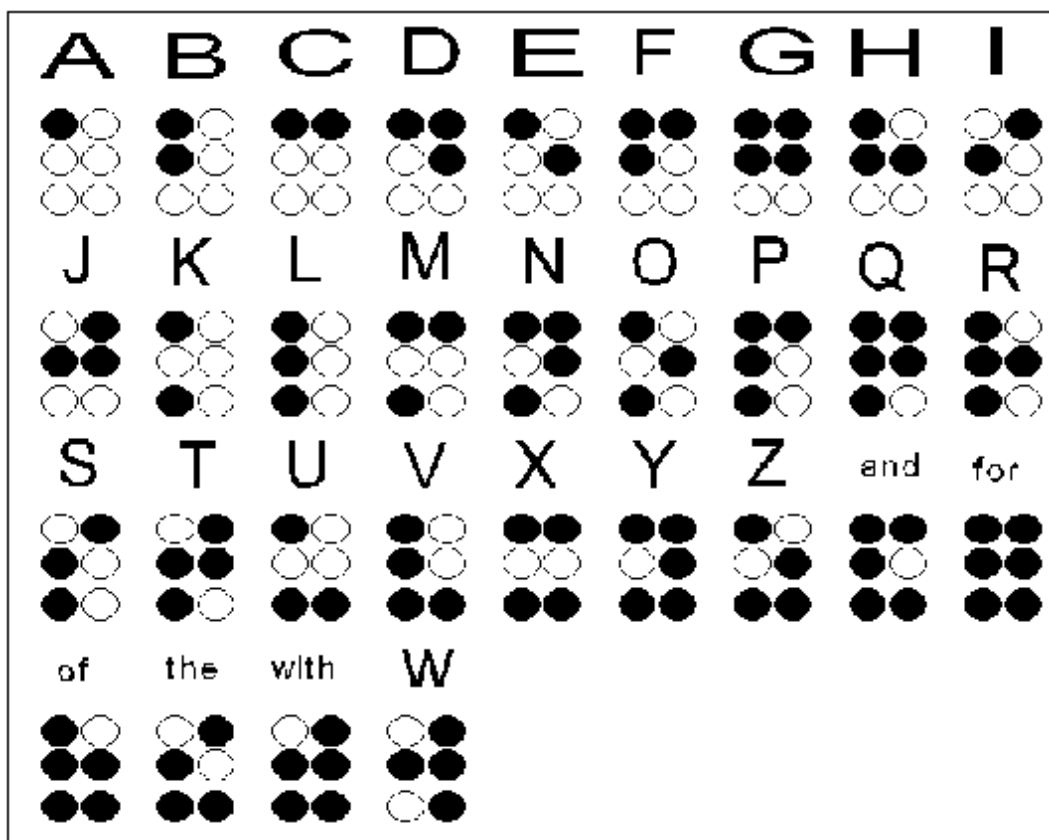 A B C D E F G H I
J K L M N O P Q R
S T U V X Y Z and for
of the with W